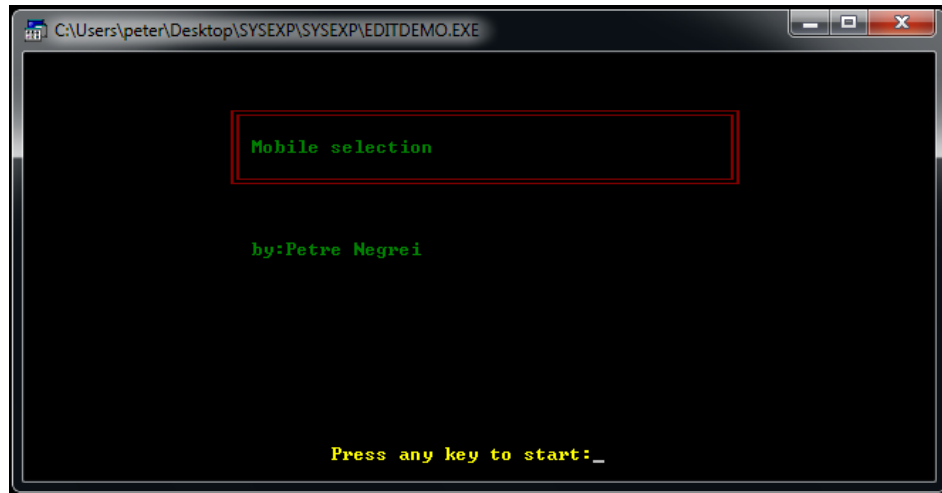 C:\Users\peter\Desktop\SYSEXP\SYSEXP\EDITDEMO.EXE
Mobile selection
by:Petre Negrei
Press any key to start:_